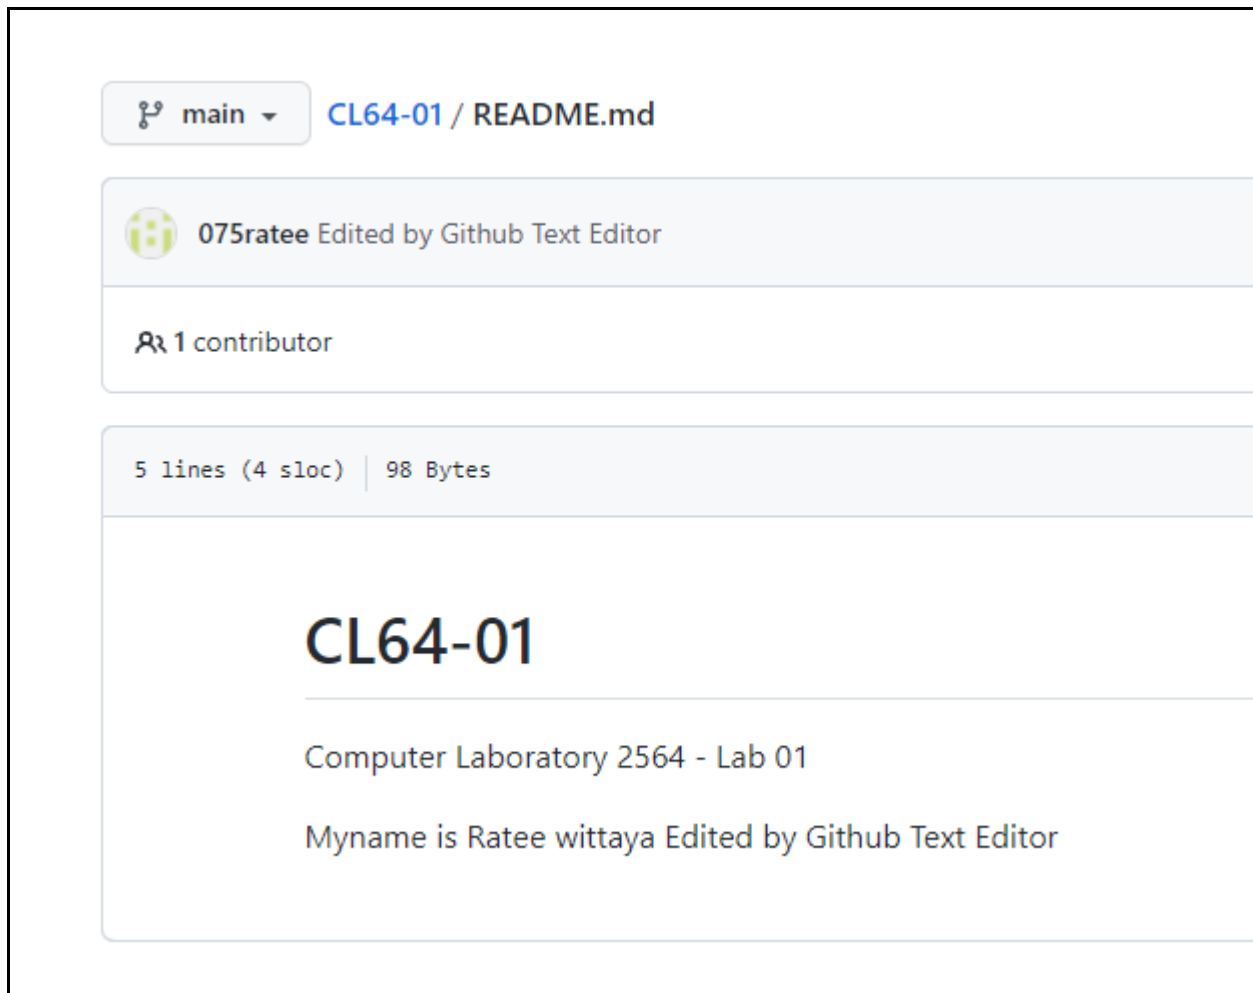 main CL64-01 / README.md
075ratee Edited by Github Text Editor
1 contributor
5 lines (4 sloc) 98 Bytes
CL64-01
Computer Laboratory 2564 - Lab 01
Myname is Ratee wittaya Edited by Github Text Editor